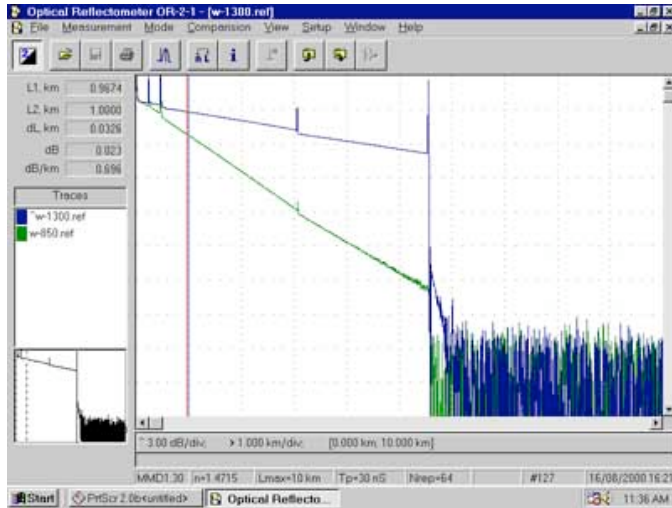 Optical Reflectometer OR-2-1 - [w-1300.ref]
File Measurement Mode Comparision View Setup Window Help
L1, km 0.9674
L2, km 1.0000
dL, km 0.0326
dB 0.023
dB/km 0.696
Traces
~w-1300.ref
w-850.ref
3.00 dB/div; 1.000 km/div; [0.000 km; 10.000 km]
MMD1.30 n=1.4715 Lmax=10 km Tp=30 nS Nrep=64 #127 16/08/2000 16:21
Start PrtScr 2.0b<untitled> Optical Reflecto... 11:36 AM